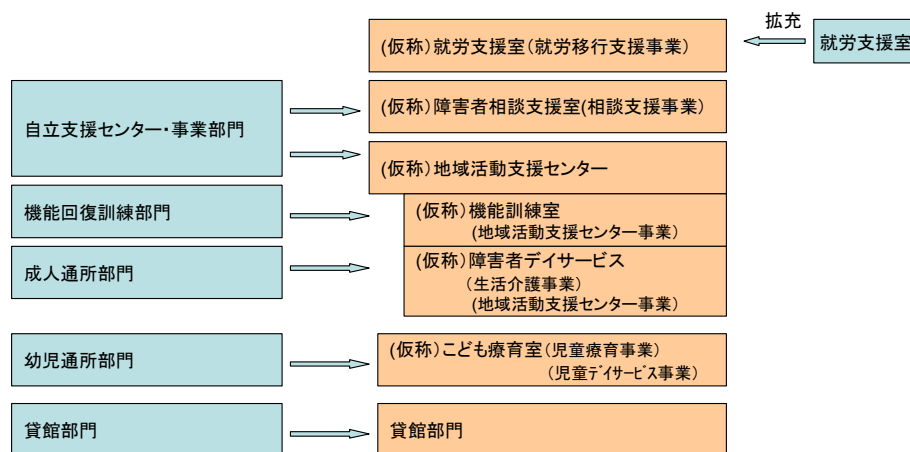 拡充
(仮称)就労支援室(就労移行支援事業)
就労支援室
自立支援センター・事業部門
(仮称)障害者相談支援室(相談支援事業)
(仮称)地域活動支援センター
機能回復訓練部門
(仮称)機能訓練室
(地域活動支援センター事業)
成人通所部門
(仮称)障害者デイサービス
(生活介護事業)
(地域活動支援センター事業)
幼児通所部門
(仮称)こども療育室(児童療育事業)
(児童ﾃﾞｲｻｰﾋﾞｽ事業)
貸館部門
貸館部門